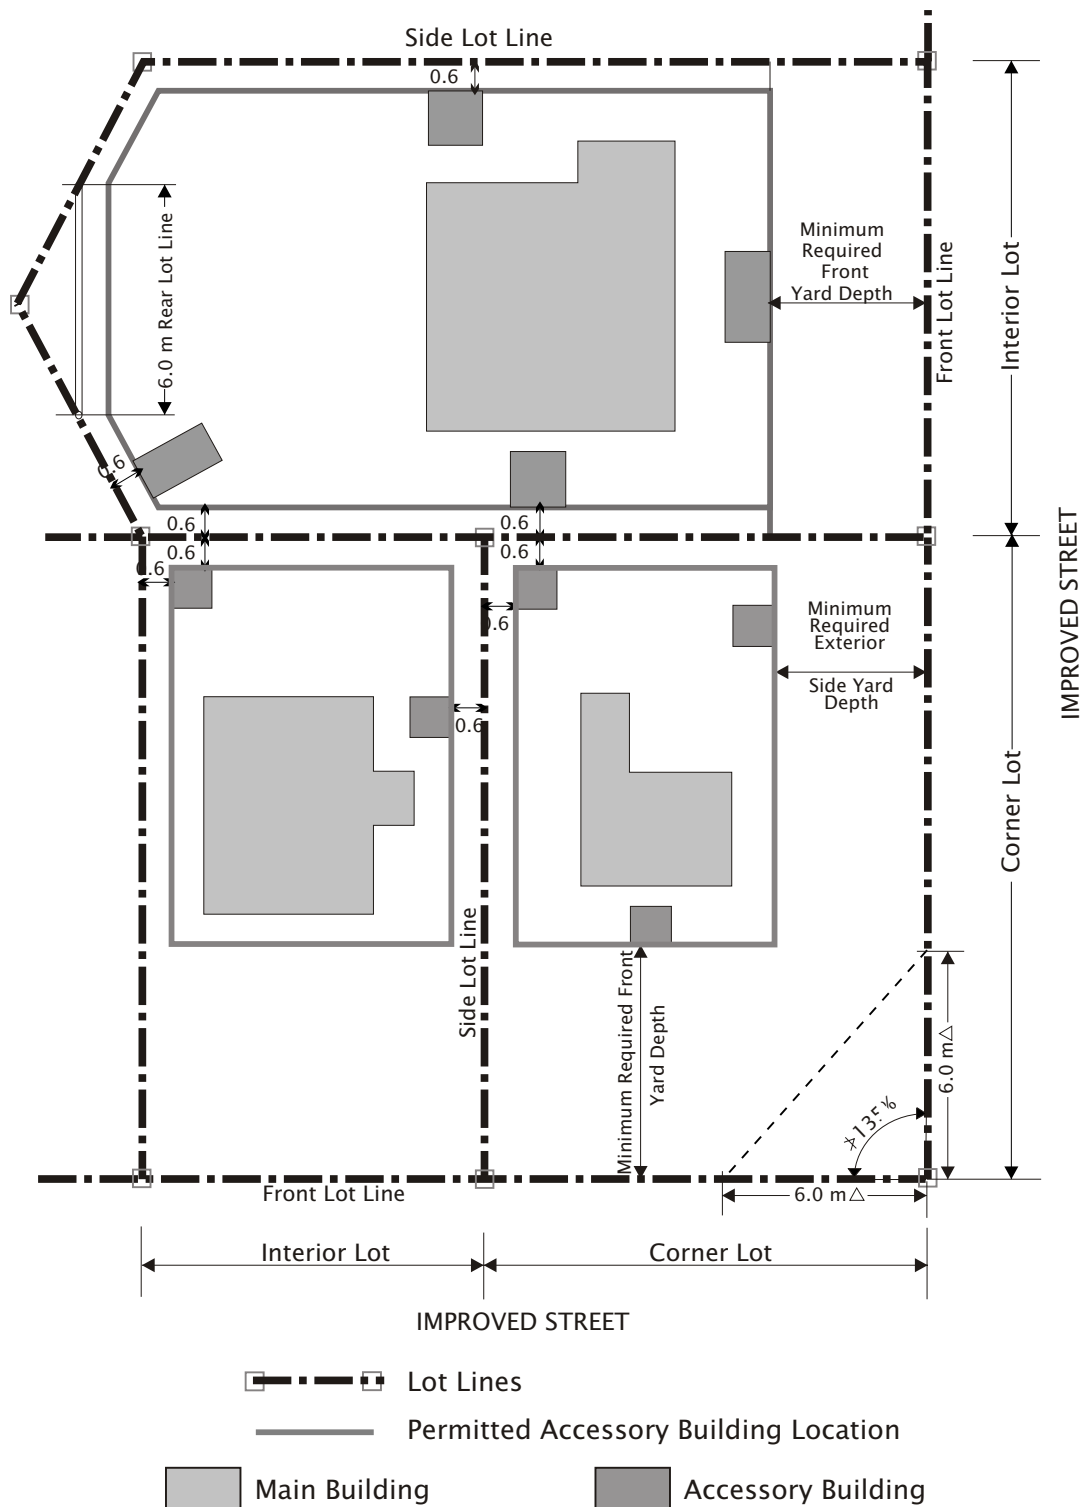 Side Lot Line
0.6
6.0 m Rear Lot Line
Minimum
Required
Front
Yard Depth
Front Lot Line
Interior Lot
0.6
0.6
0.6
0.6
0.6
0.6
0.6
0.6
Minimum
Required
Exterior
Side Yard
Depth
IMPROVED STREET
Corner Lot
Side Lot Line
Minimum Required Front
Yard Depth
6.0 m△
6.0 m△
Front Lot Line
Interior Lot
Corner Lot
IMPROVED STREET
Lot Lines
Permitted Accessory Building Location
Main Building
Accessory Building